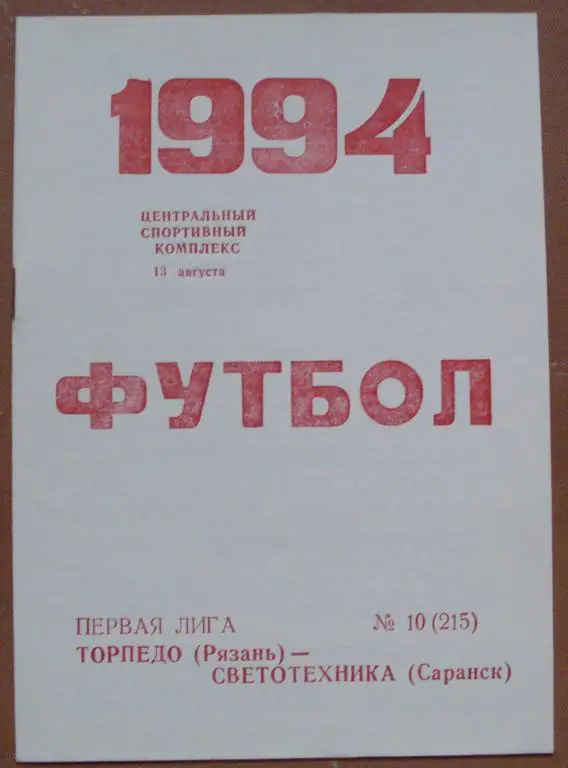 1994
ЦЕНТРАЛЬНЫЙ
СПОРТИВНЫЙ
КОМПЛЕКС
13 августа
ФУТБОЛ
ПЕРВАЯ ЛИГА № 10 (215)
ТОРПЕДО (Рязань) —
СВЕТОТЕХНИКА (Саранск)